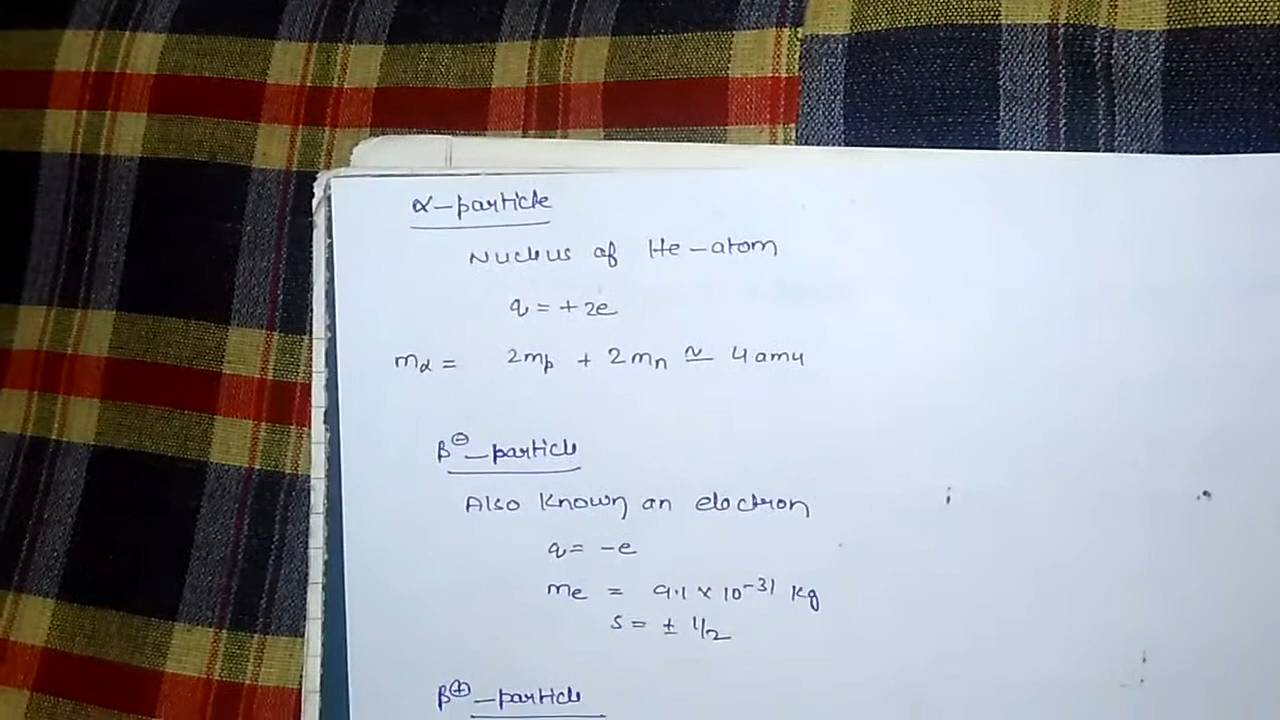 α-particle
Nucleus of He-atom
q = +2e
mα = 2mp + 2mn ≃ 4 amu
β⊖-particle
Also Known an electron
q = -e
me = 9.1 × 10⁻³¹ Kg
s = ± 1/2
β⊕-particle